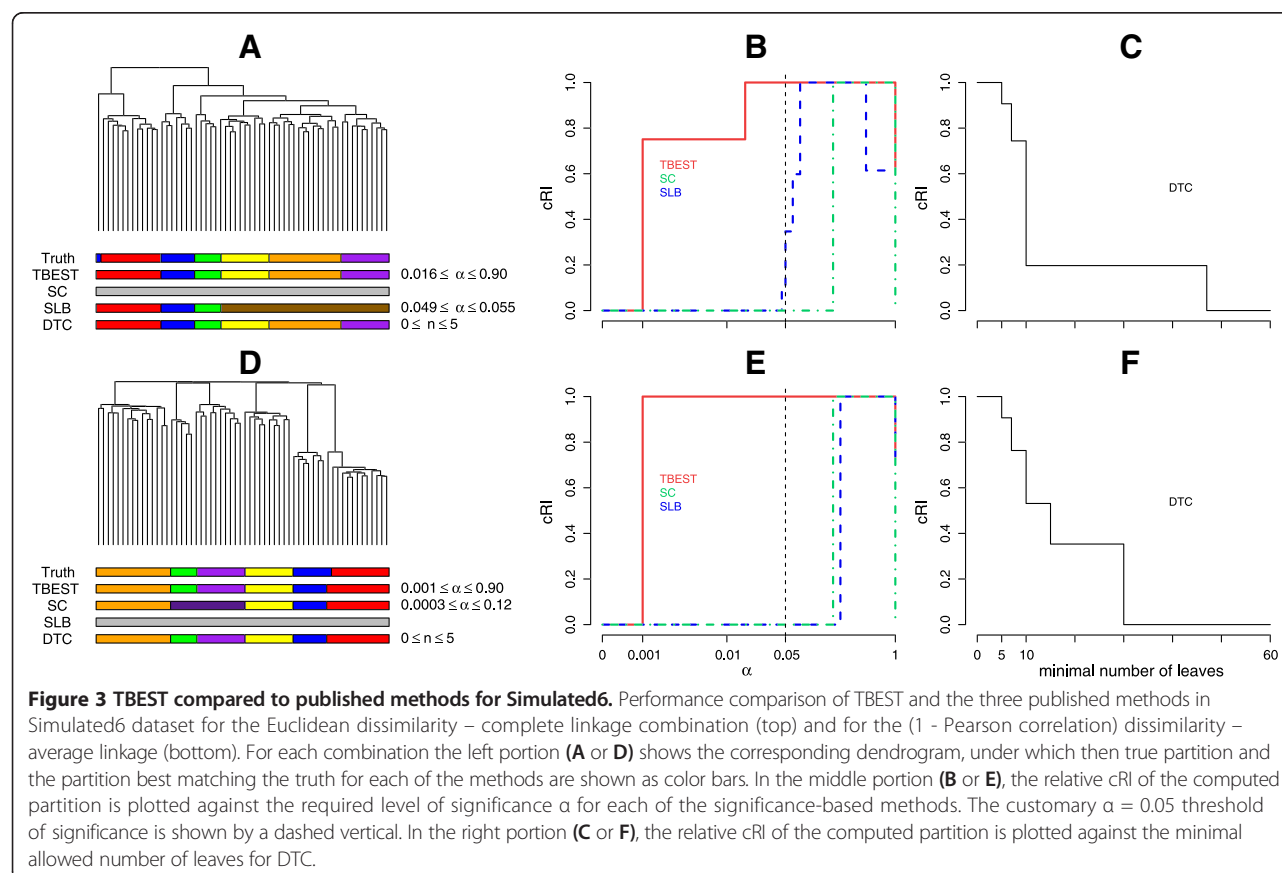 A
B
C
Truth
TBEST
0.016 ≤ α ≤ 0.90
SC
SLB
0.049 ≤ α ≤ 0.055
DTC
0 ≤ n ≤ 5
cRI
0.0 0.2 0.4 0.6 0.8 1.0
TBEST
SC
SLB
0 0.001 0.01 0.05 1
cRI
0.0 0.2 0.4 0.6 0.8 1.0
DTC
0 5 10
D
E
F
Truth
TBEST
0.001 ≤ α ≤ 0.90
SC
0.0003 ≤ α ≤ 0.12
SLB
DTC
0 ≤ n ≤ 5
cRI
0.0 0.2 0.4 0.6 0.8 1.0
TBEST
SC
SLB
0 0.001 0.01 0.05 1
α
cRI
0.0 0.2 0.4 0.6 0.8 1.0
DTC
0 5 10 60
minimal number of leaves
Figure 3 TBEST compared to published methods for Simulated6. Performance comparison of TBEST and the three published methods in
Simulated6 dataset for the Euclidean dissimilarity – complete linkage combination (top) and for the (1 - Pearson correlation) dissimilarity –
average linkage (bottom). For each combination the left portion (A or D) shows the corresponding dendrogram, under which then true partition and
the partition best matching the truth for each of the methods are shown as color bars. In the middle portion (B or E), the relative cRI of the computed
partition is plotted against the required level of significance α for each of the significance-based methods. The customary α = 0.05 threshold
of significance is shown by a dashed vertical. In the right portion (C or F), the relative cRI of the computed partition is plotted against the minimal
allowed number of leaves for DTC.